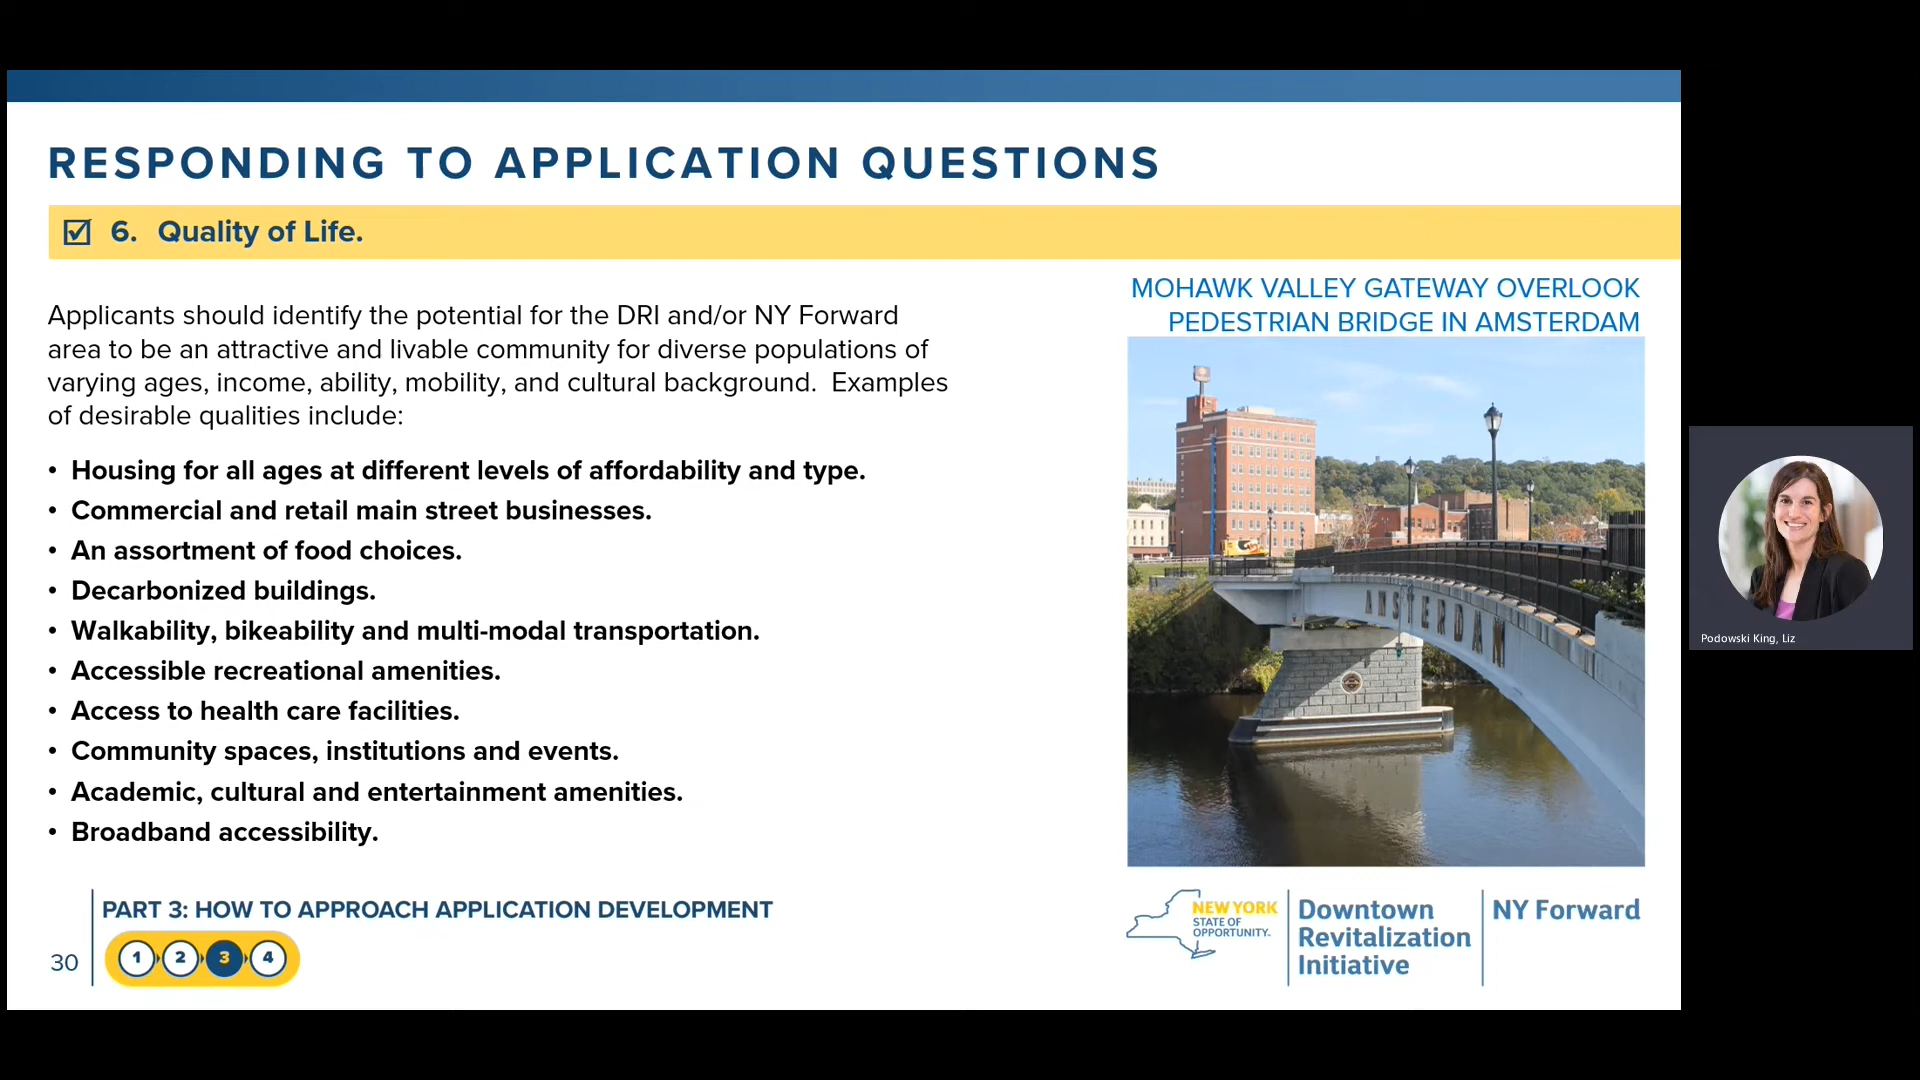 RESPONDING TO APPLICATION QUESTIONS
6. Quality of Life.
Applicants should identify the potential for the DRI and/or NY Forward
area to be an attractive and livable community for diverse populations of
varying ages, income, ability, mobility, and cultural background. Examples
of desirable qualities include:
• Housing for all ages at different levels of affordability and type.
• Commercial and retail main street businesses.
• An assortment of food choices.
• Decarbonized buildings.
• Walkability, bikeability and multi-modal transportation.
• Accessible recreational amenities.
• Access to health care facilities.
• Community spaces, institutions and events.
• Academic, cultural and entertainment amenities.
• Broadband accessibility.
MOHAWK VALLEY GATEWAY OVERLOOK
PEDESTRIAN BRIDGE IN AMSTERDAM
AMSTERDAM
Podowski King, Liz
30
PART 3: HOW TO APPROACH APPLICATION DEVELOPMENT
1 2 3 4
NEW YORK
STATE OF
OPPORTUNITY.
Downtown
Revitalization
Initiative
NY Forward